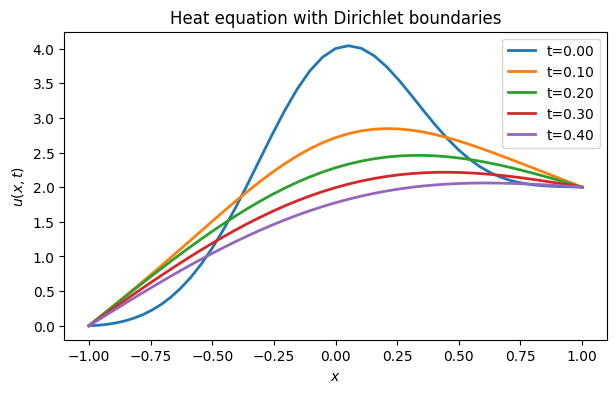 Heat equation with Dirichlet boundaries
t=0.00
t=0.10
t=0.20
t=0.30
t=0.40
4.0
3.5
3.0
2.5
2.0
1.5
1.0
0.5
0.0
u(x, t)
−1.00 −0.75 −0.50 −0.25 0.00 0.25 0.50 0.75 1.00
x